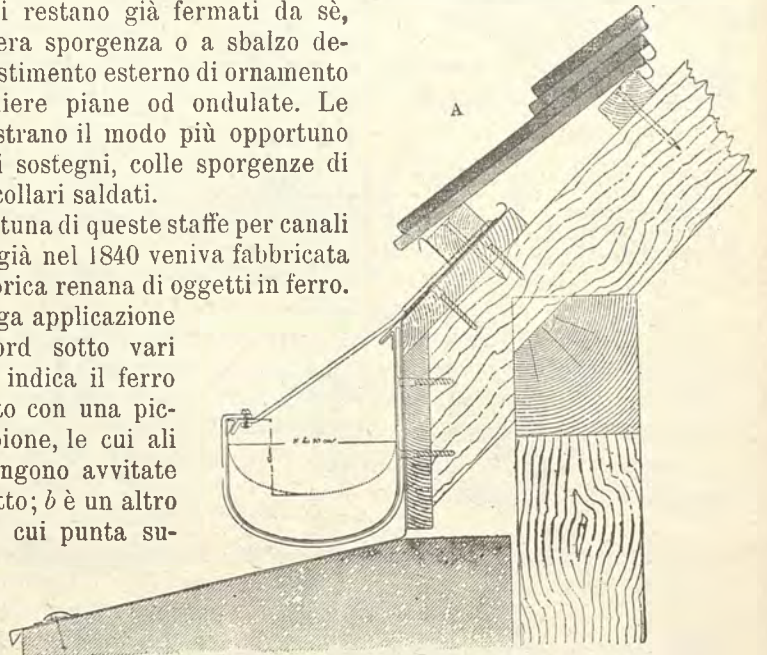 i restano già fermati da sè,
era sporgenza o a sbalzo de-
stimento esterno di ornamento
iere piane od ondulate. Le
strano il modo più opportuno
i sostegni, colle sporgenze di
collari saldati.
tuna di queste staffe per canali
già nel 1840 veniva fabbricata
brica renana di oggetti in ferro.
ga applicazione
ord sotto vari
indica il ferro
to con una pic-
ione, le cui ali
ngono avvitate
tto; b è un altro
cui punta su-
A